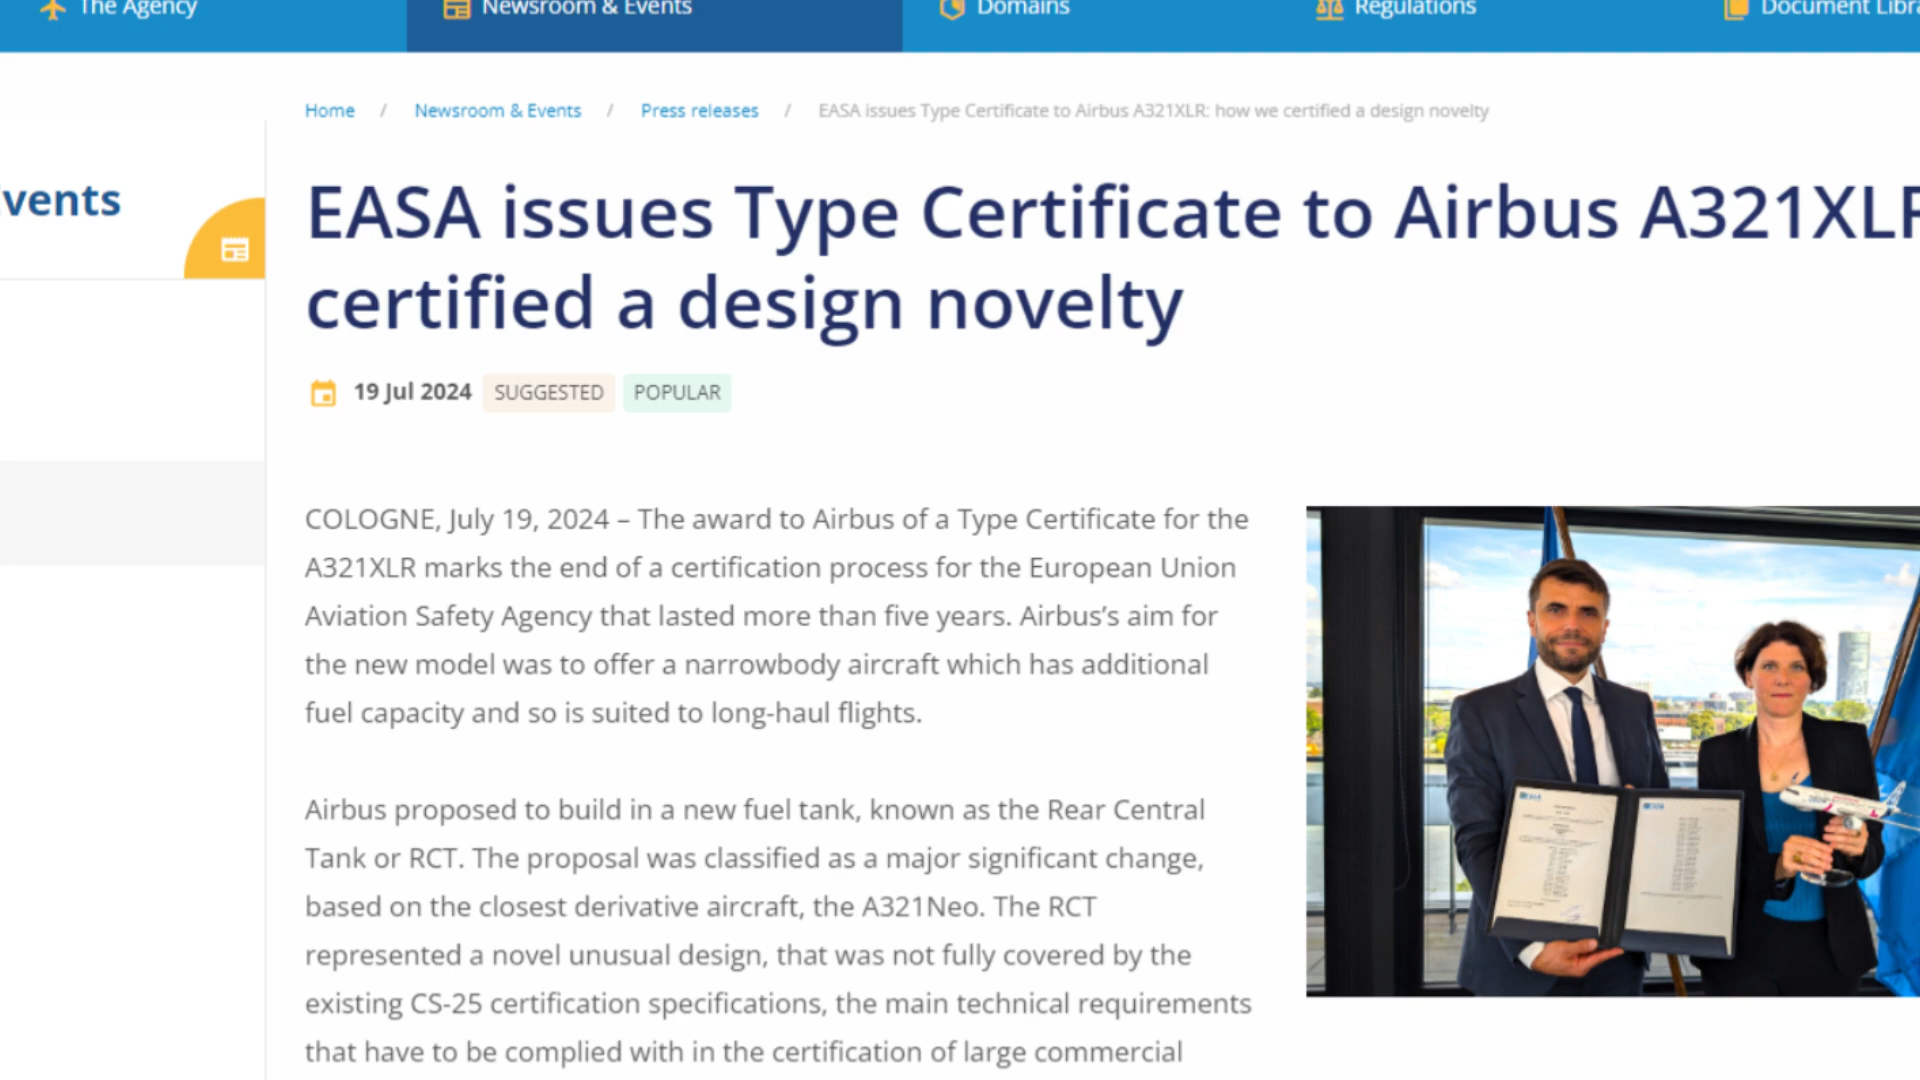 The Agency
Newsroom & Events
Domains
Regulations
Document Libra
Home / Newsroom & Events / Press releases / EASA issues Type Certificate to Airbus A321XLR: how we certified a design novelty
vents
EASA issues Type Certificate to Airbus A321XLR
certified a design novelty
19 Jul 2024 SUGGESTED POPULAR
COLOGNE, July 19, 2024 – The award to Airbus of a Type Certificate for the
A321XLR marks the end of a certification process for the European Union
Aviation Safety Agency that lasted more than five years. Airbus’s aim for
the new model was to offer a narrowbody aircraft which has additional
fuel capacity and so is suited to long-haul flights.
Airbus proposed to build in a new fuel tank, known as the Rear Central
Tank or RCT. The proposal was classified as a major significant change,
based on the closest derivative aircraft, the A321Neo. The RCT
represented a novel unusual design, that was not fully covered by the
existing CS-25 certification specifications, the main technical requirements
that have to be complied with in the certification of large commercial